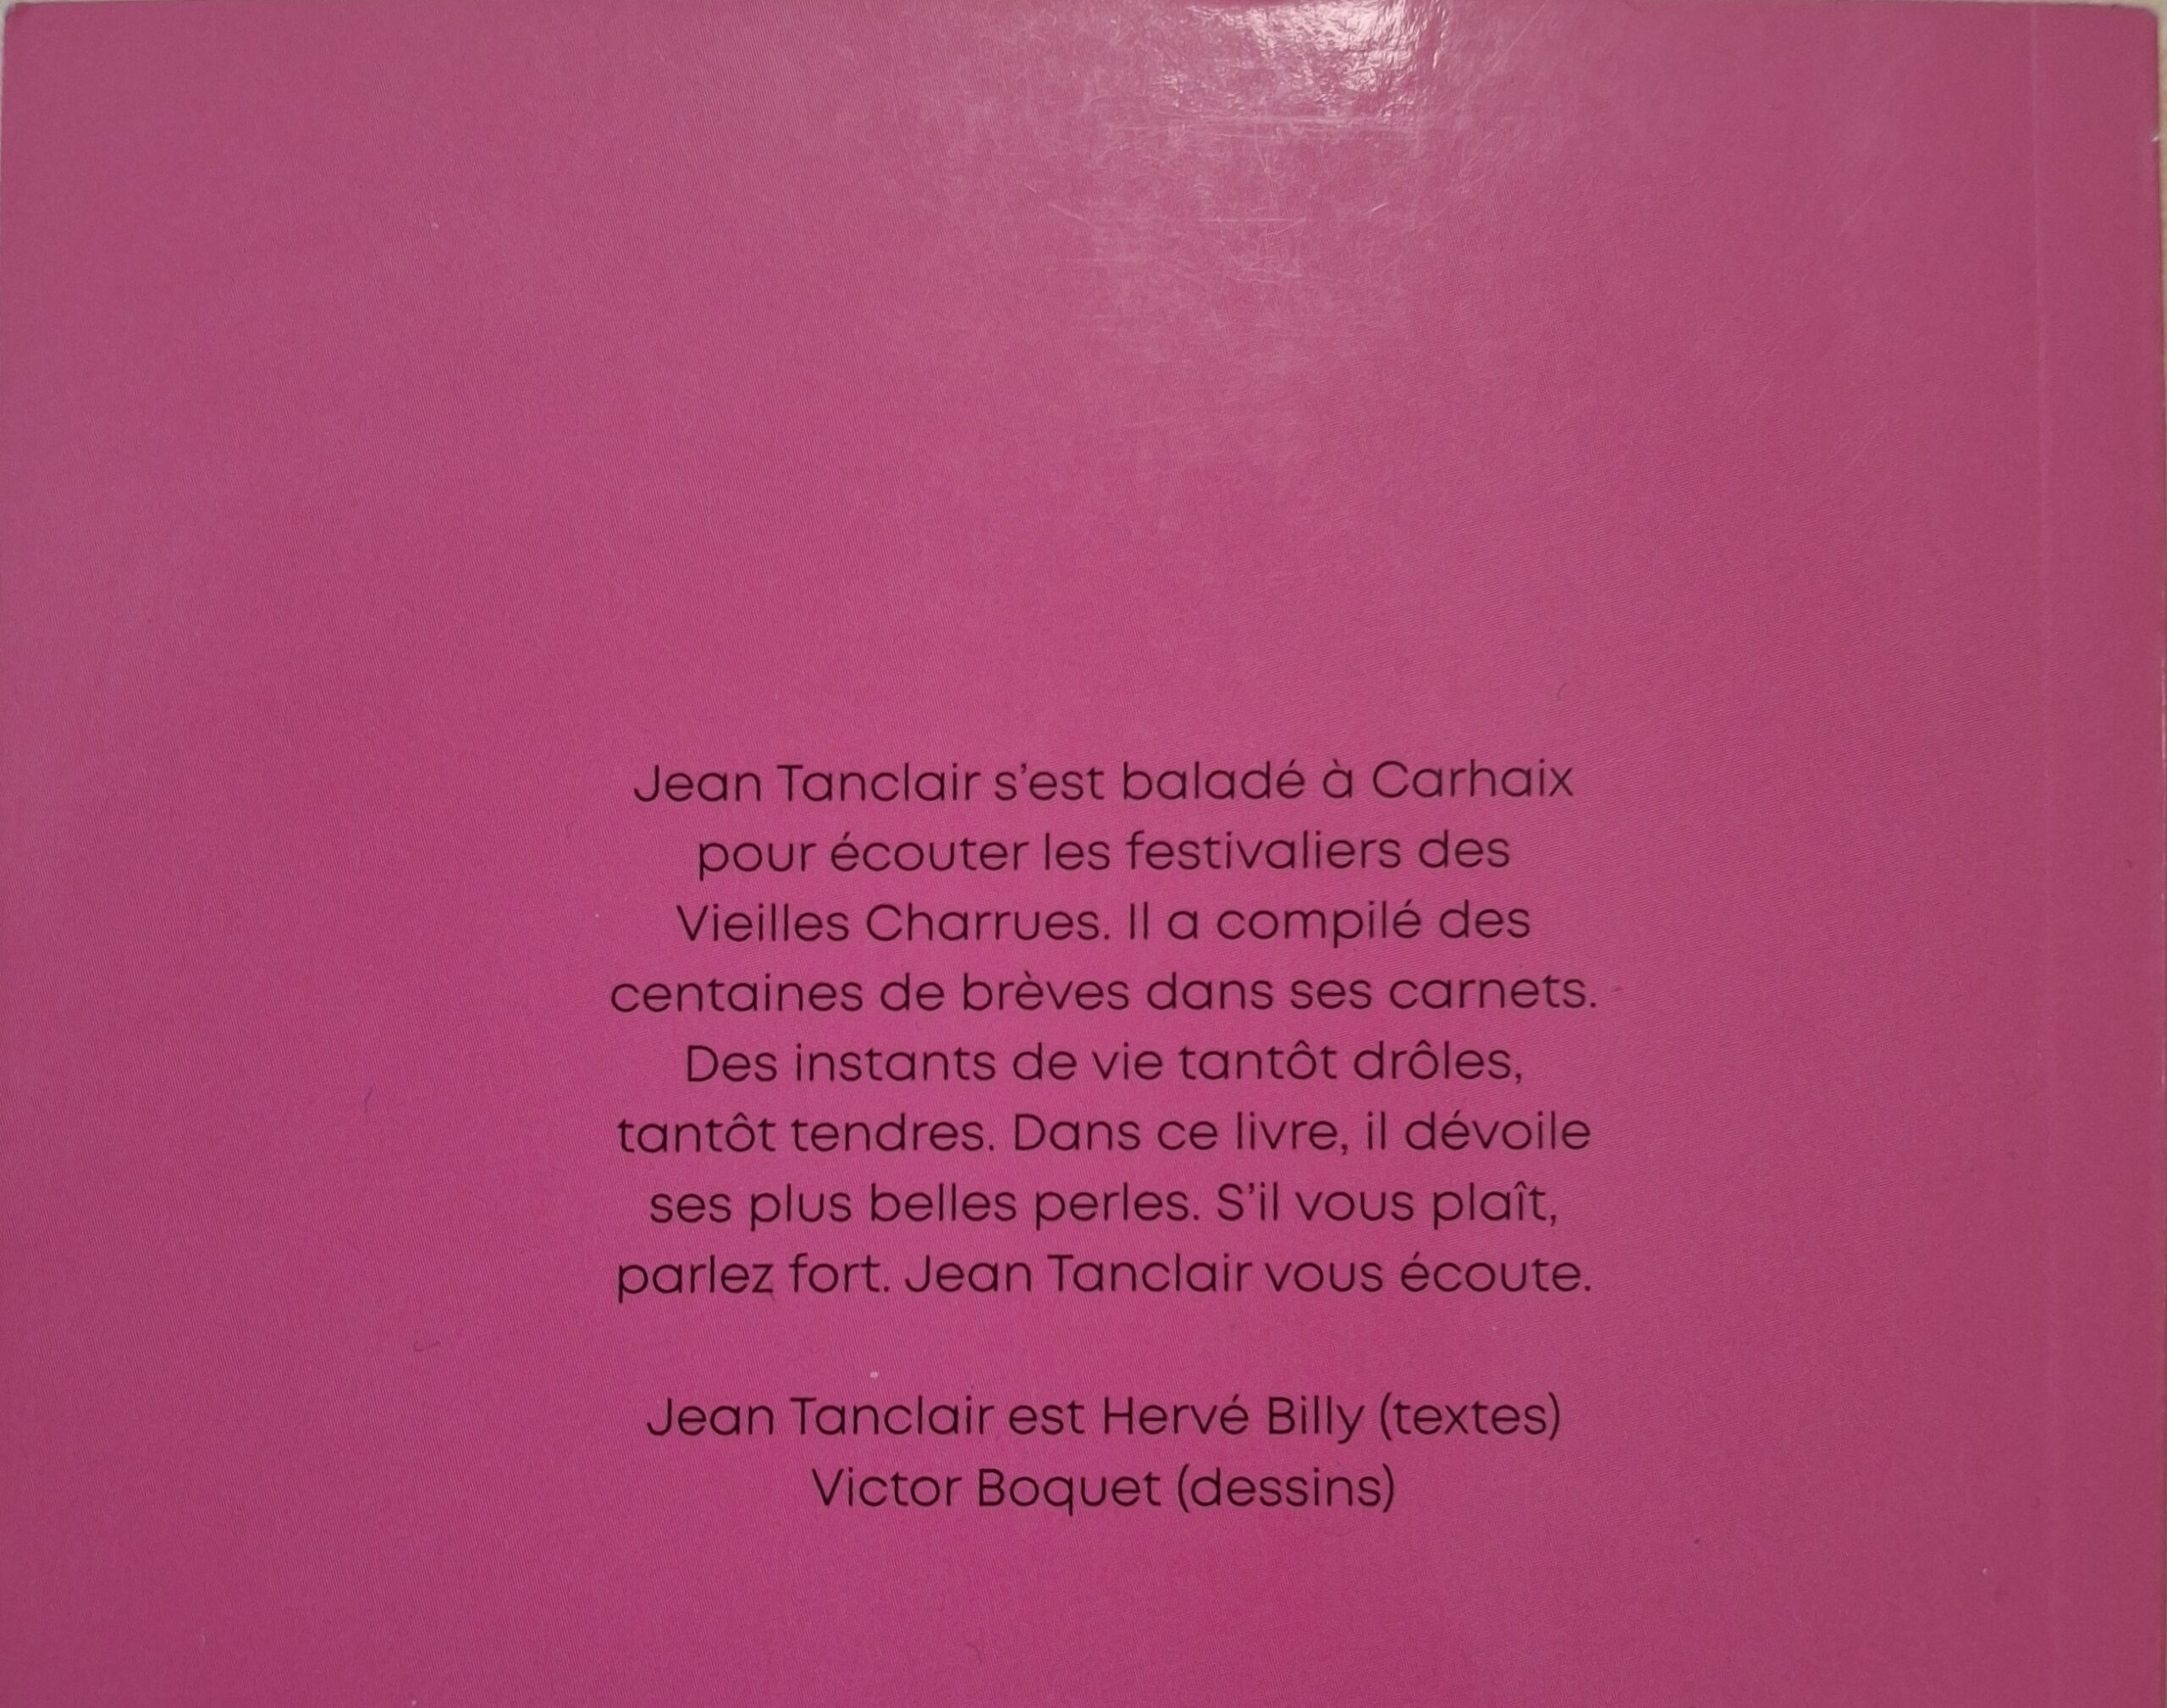 Jean Tanclair s’est baladé à Carhaix
pour écouter les festivaliers des
Vieilles Charrues. Il a compilé des
centaines de brèves dans ses carnets.
Des instants de vie tantôt drôles,
tantôt tendres. Dans ce livre, il dévoile
ses plus belles perles. S’il vous plaît,
parlez fort. Jean Tanclair vous écoute.
Jean Tanclair est Hervé Billy (textes)
Victor Boquet (dessins)